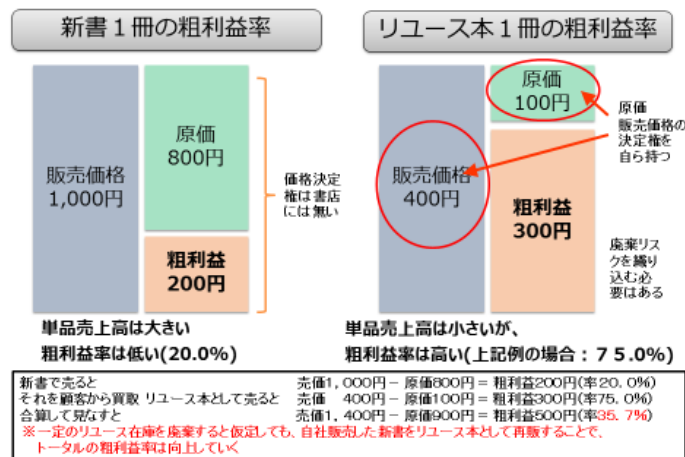 新書１冊の粗利益率
販売価格
1,000円
原価
800円
粗利益
200円
価格決定
権は書店
には無い
単品売上高は大きい
粗利益率は低い(20.0%)
リユース本１冊の粗利益率
販売価格
400円
原価
100円
粗利益
300円
原価
販売価格の
決定権を
自ら持つ
廃棄リス
クを織り
込む必
要はある
単品売上高は小さいが、
粗利益率は高い(上記例の場合：７５.0%)
新書で売ると 売価1,000円－原価800円＝粗利益200円(率20.0%)
それを顧客から買取 リユース本として売ると 売価 400円－原価100円＝粗利益300円(率75.0%)
合算して見なすと 売価1,400円－原価900円＝粗利益500円(率35.7%)
※一定のリユース在庫を廃棄すると仮定しても、自社販売した新書をリユース本として再販することで、
トータルの粗利益率は向上していく